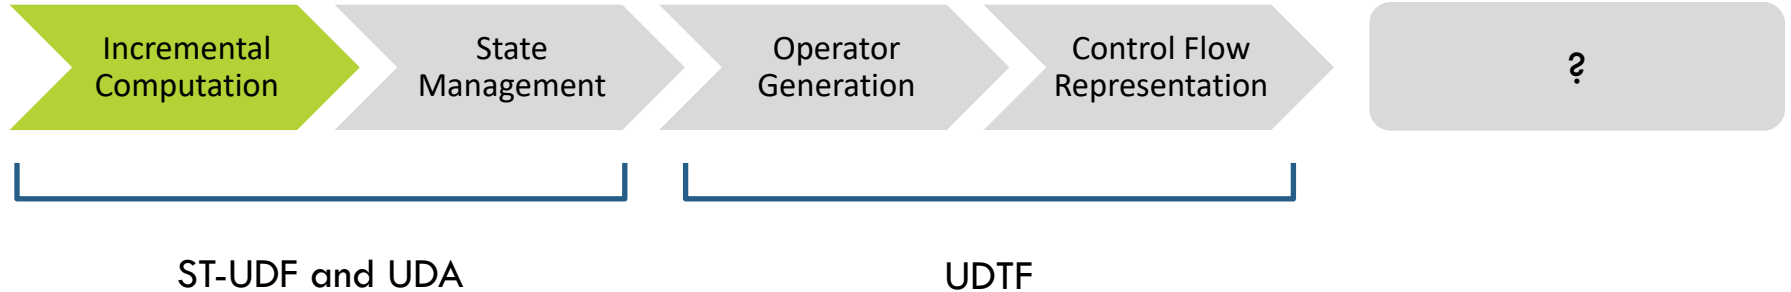 Incremental
Computation
State
Management
Operator
Generation
Control Flow
Representation
?
ST-UDF and UDA
UDTF